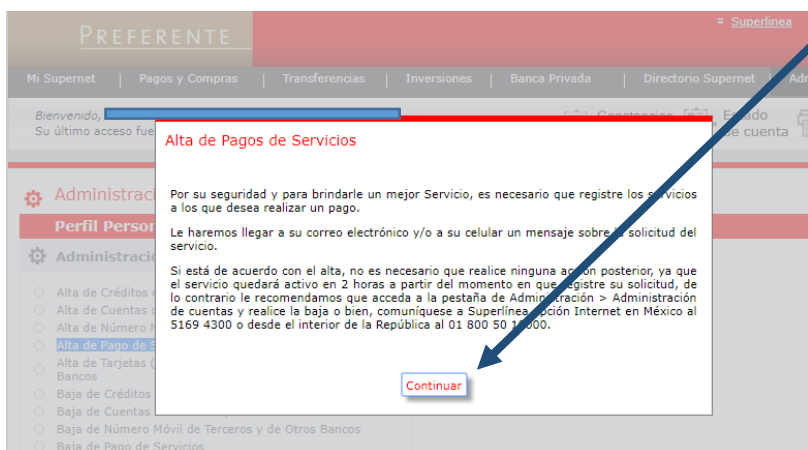 PREFERENTE
Superlinea
Mi Supernet | Pagos y Compras | Transferencias | Inversiones | Banca Privada | Directorio Supernet
Bienvenido,
Estado
Su último acceso fue
de cuenta
Alta de Pagos de Servicios
Administraci
Por su seguridad y para brindarle un mejor Servicio, es necesario que registre los servicios
a los que desea realizar un pago.
Perfil Person
Le haremos llegar a su correo electrónico y/o a su celular un mensaje sobre la solicitud del
servicio.
Administració
Si está de acuerdo con el alta, no es necesario que realice ninguna acción posterior, ya que
el servicio quedará activo en 2 horas a partir del momento en que registre su solicitud, de
lo contrario le recomendamos que acceda a la pestaña de Administración > Administración
de cuentas y realice la baja o bien, comuníquese a Superlínea opción Internet en México al
5169 4300 o desde el interior de la República al 01 800 50
Continuar
Alta de Créditos
Alta de Cuentas
Alta de Número
Alta de Pago de S
Alta de Tarjetas (
Bancos
Baja de Créditos
Baja de Cuentas
Baja de Número Móvil de Terceros y de Otros Bancos
Baja de Pago de Servicios